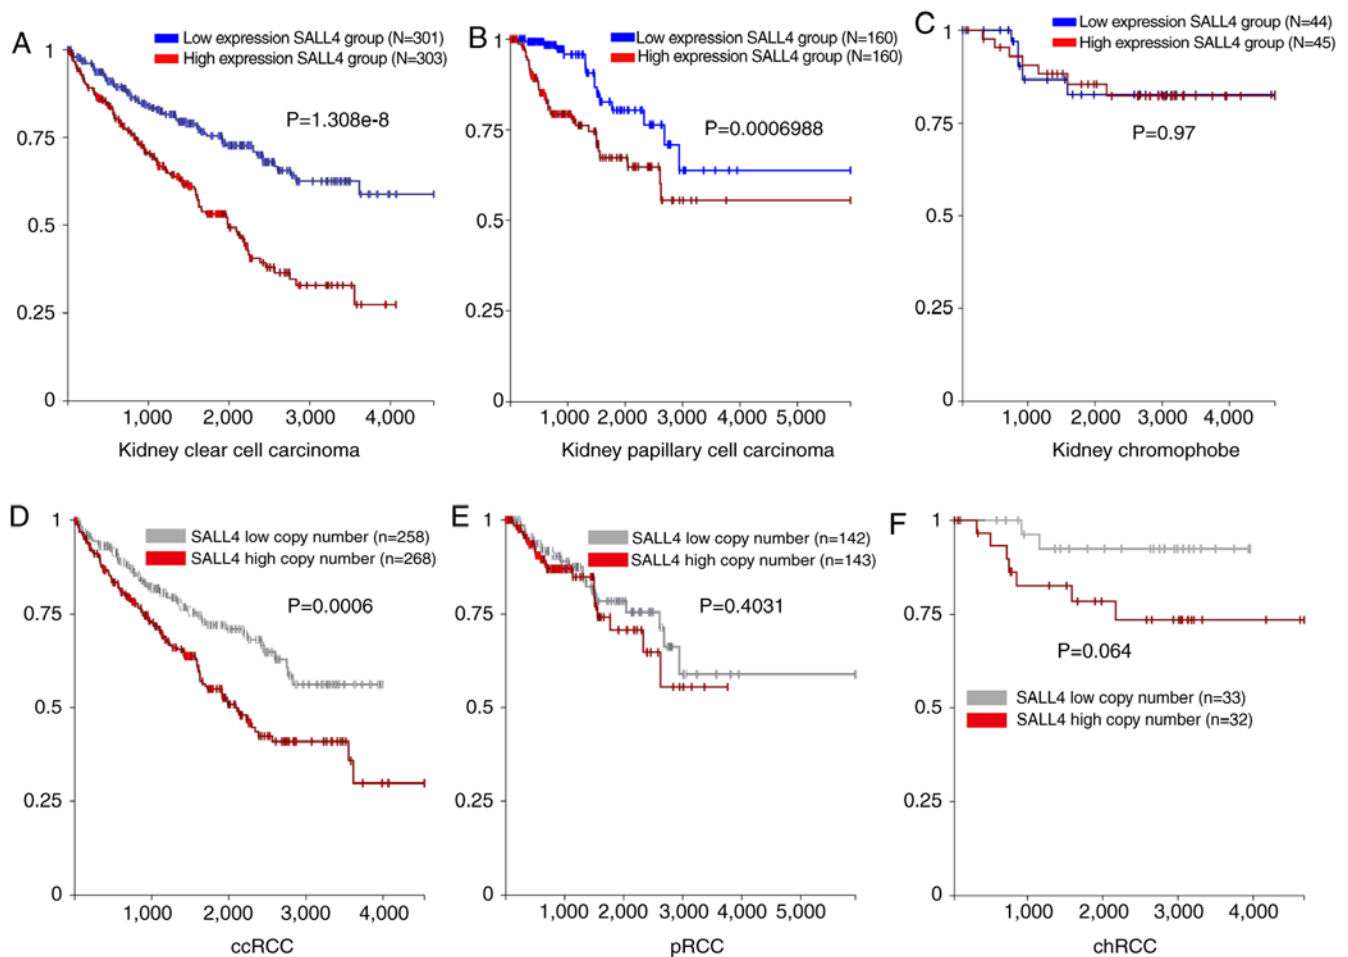 A
Low expression SALL4 group (N=301)
High expression SALL4 group (N=303)
P=1.308e-8
1
0.75
0.5
0.25
0
1,000 2,000 3,000 4,000
Kidney clear cell carcinoma
B
Low expression SALL4 group (N=160)
High expression SALL4 group (N=160)
P=0.0006988
1
0.75
0.5
0.25
0
1,000 2,000 3,000 4,000 5,000
Kidney papillary cell carcinoma
C
Low expression SALL4 group (N=44)
High expression SALL4 group (N=45)
P=0.97
1
0.75
0.5
0.25
0
1,000 2,000 3,000 4,000
Kidney chromophobe
D
SALL4 low copy number (n=258)
SALL4 high copy number (n=268)
P=0.0006
1
0.75
0.5
0.25
0
1,000 2,000 3,000 4,000
ccRCC
E
SALL4 low copy number (n=142)
SALL4 high copy number (n=143)
P=0.4031
1
0.75
0.5
0.25
0
1,000 2,000 3,000 4,000 5,000
pRCC
F
P=0.064
SALL4 low copy number (n=33)
SALL4 high copy number (n=32)
1
0.75
0.5
0.25
0
1,000 2,000 3,000 4,000
chRCC